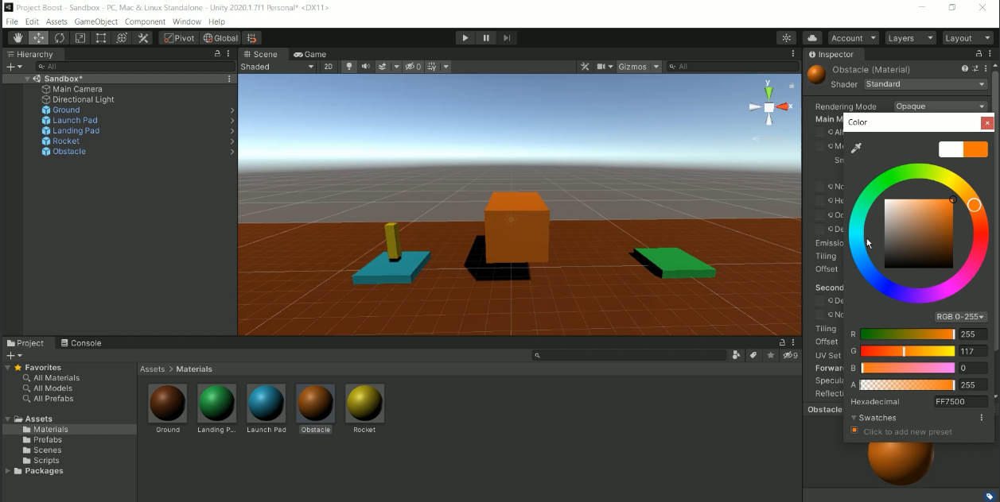 Project Boost - Sandbox - PC, Mac & Linux Standalone - Unity 2020.1.7f1 Personal* <DX11>
File Edit Assets GameObject Component Window Help
Pivot Global Account Layers Layout
Hierarchy
All
Sandbox*
Main Camera
Directional Light
Ground
Launch Pad
Landing Pad
Rocket
Obstacle
Scene Game
Shaded 2D 0 Gizmos All
y
x
Inspector
Obstacle (Material)
Shader Standard
Rendering Mode Opaque
Main M
Al
M
Sn
No
He
Oc
De
Emissio
Tiling
Offset
Second
De
No
Tiling
Offset
UV Set
Forwar
Specula
Reflecti
Obstacle
Color
RGB 0-255
R 255
G 117
B 0
A 255
Hexadecimal FF7500
Swatches
Click to add new preset
Project Console
9
Favorites
All Materials
All Models
All Prefabs
Assets
Materials
Prefabs
Scenes
Scripts
Packages
Assets > Materials
Ground Landing P... Launch Pad Obstacle Rocket